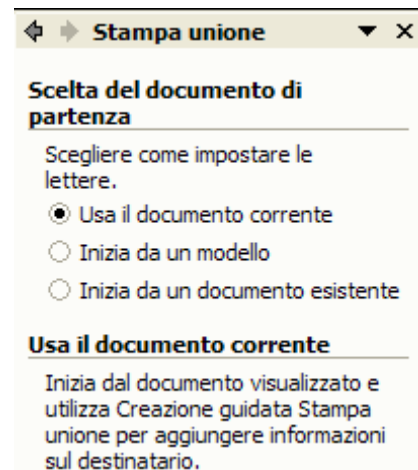 Stampa unione
Scelta del documento di
partenza
Scegliere come impostare le
lettere.
Usa il documento corrente
Inizia da un modello
Inizia da un documento esistente
Usa il documento corrente
Inizia dal documento visualizzato e
utilizza Creazione guidata Stampa
unione per aggiungere informazioni
sul destinatario.